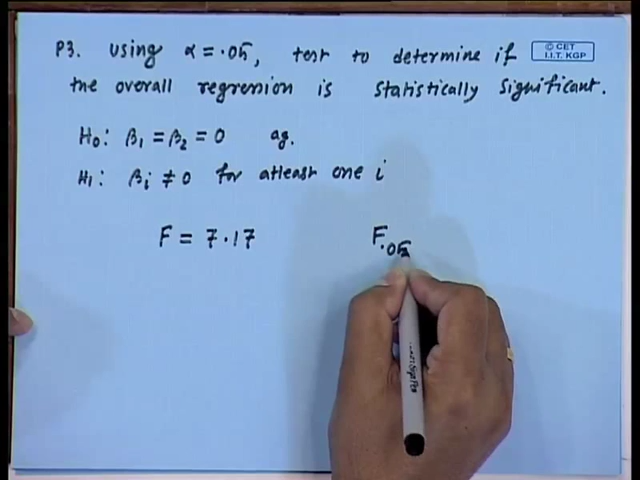 P3. Using α = ·05, test to determine if
© CET
I.I.T. KGP
the overall regression is statistically significant.
H₀: β₁ = β₂ = 0 ag.
H₁: βᵢ ≠ 0 for atleast one i
F = 7·17 F.05